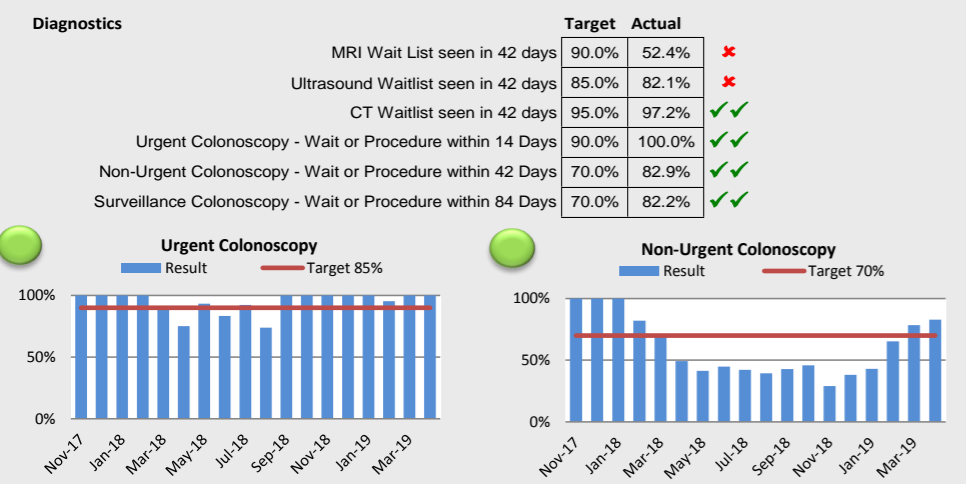 Diagnostics Target Actual
MRI Wait List seen in 42 days 90.0% 52.4% ✖
Ultrasound Waitlist seen in 42 days 85.0% 82.1% ✖
CT Waitlist seen in 42 days 95.0% 97.2% ✓✓
Urgent Colonoscopy - Wait or Procedure within 14 Days 90.0% 100.0% ✓✓
Non-Urgent Colonoscopy - Wait or Procedure within 42 Days 70.0% 82.9% ✓✓
Surveillance Colonoscopy - Wait or Procedure within 84 Days 70.0% 82.2% ✓✓
Urgent Colonoscopy
Result Target 85%
100%
50%
0%
Nov-17 Jan-18 Mar-18 May-18 Jul-18 Sep-18 Nov-18 Jan-19 Mar-19
Non-Urgent Colonoscopy
Result Target 70%
100%
50%
0%
Nov-17 Jan-18 Mar-18 May-18 Jul-18 Sep-18 Nov-18 Jan-19 Mar-19